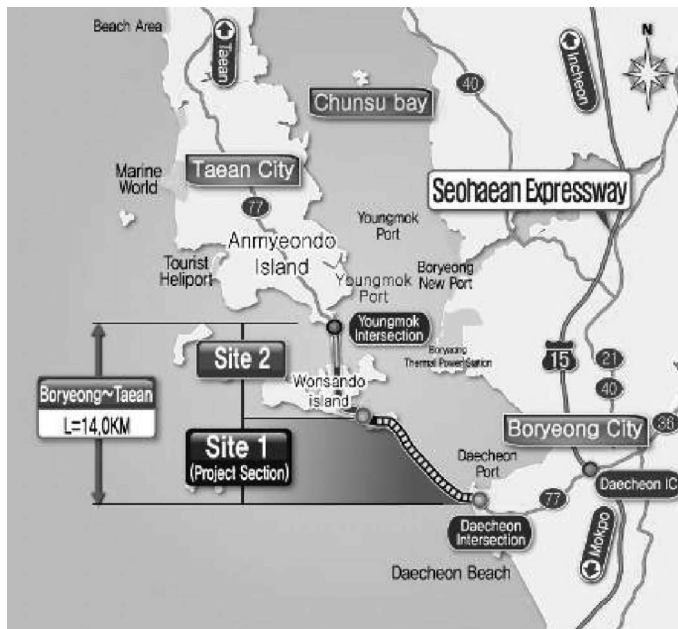 Beach Area
Taean
Incheon
N
40
Chunsu bay
Marine
World
Taean City
Seohaean Expressway
77
Youngmok
Port
Anmyeondo
Island
Tourist
Heliport
Youngmok
Port
Boryeong
New Port
Youngmok
Intersection
Boryeong
Thermal Power Station
Site 2
15
21
Wonsando
island
40
Boryeong~Taean
L=14,0KM
Boryeong City
36
Site 1
(Project Section)
Daecheon
Port
Daecheon IC
77
Daecheon
Intersection
Mokpo
Daecheon Beach